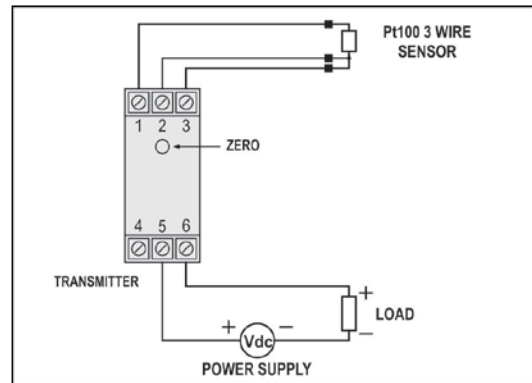 Pt100 3 WIRE
SENSOR
1 2 3
ZERO
4 5 6
TRANSMITTER
+
LOAD
−
+ Vdc −
POWER SUPPLY